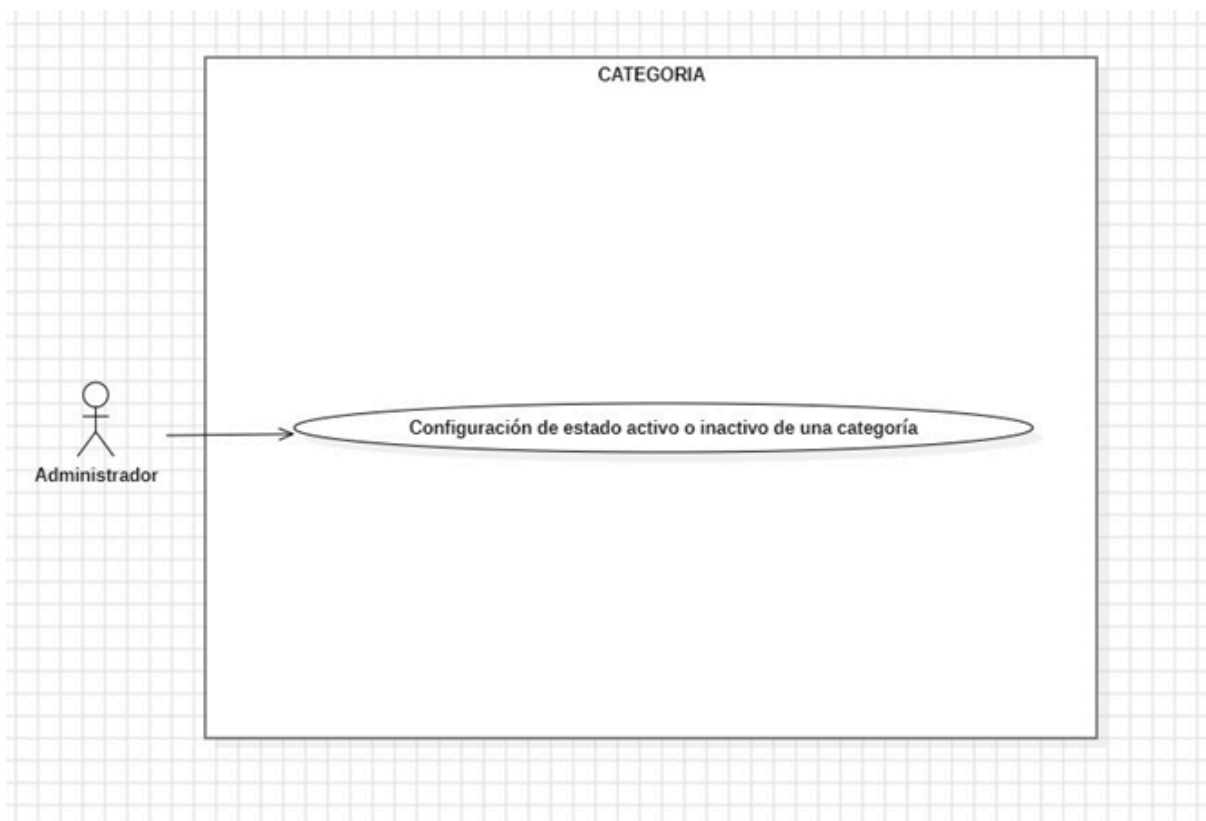 CATEGORIA
Configuración de estado activo o inactivo de una categoría
Administrador